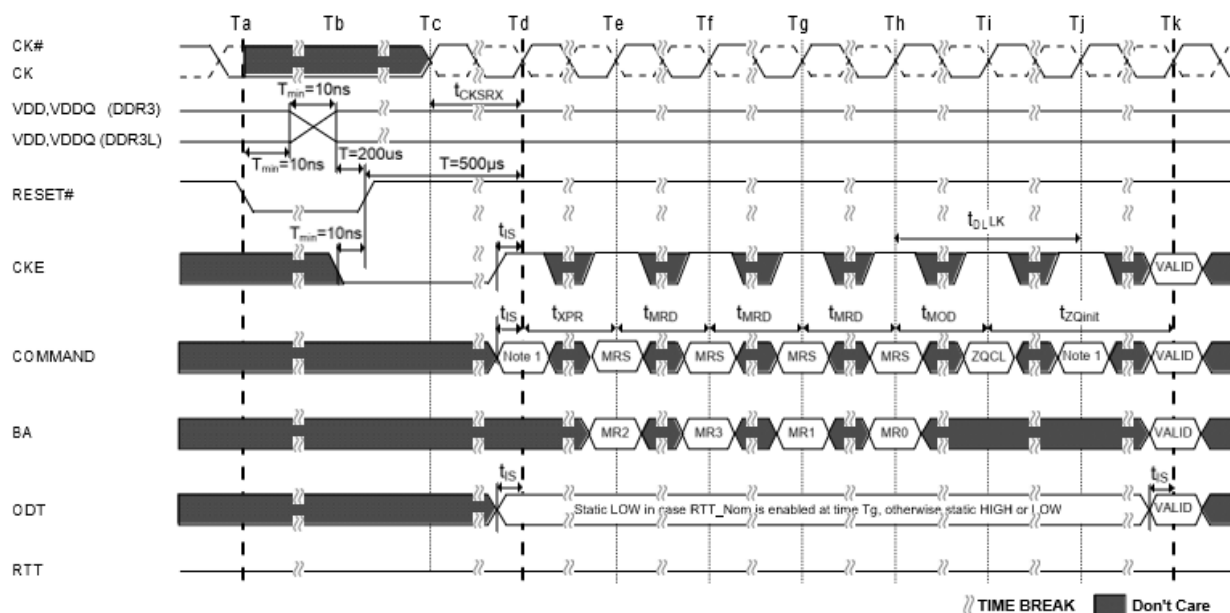 Ta Tb Tc Td Te Tf Tg Th Ti Tj Tk
CK#
CK
Tmin=10ns
tCKSRX
VDD,VDDQ (DDR3)
VDD,VDDQ (DDR3L)
Tmin=10ns
T=200us
T=500µs
RESET#
Tmin=10ns
tIS
tDLLK
CKE
VALID
tIS tXPR tMRD tMRD tMRD tMOD tZQinit
COMMAND Note 1 MRS MRS MRS MRS ZQCL Note 1 VALID
BA MR2 MR3 MR1 MR0 VALID
tIS tIS
ODT Static LOW in case RTT_Nom is enabled at time Tg, otherwise static HIGH or LOW VALID
RTT
TIME BREAK Don't Care